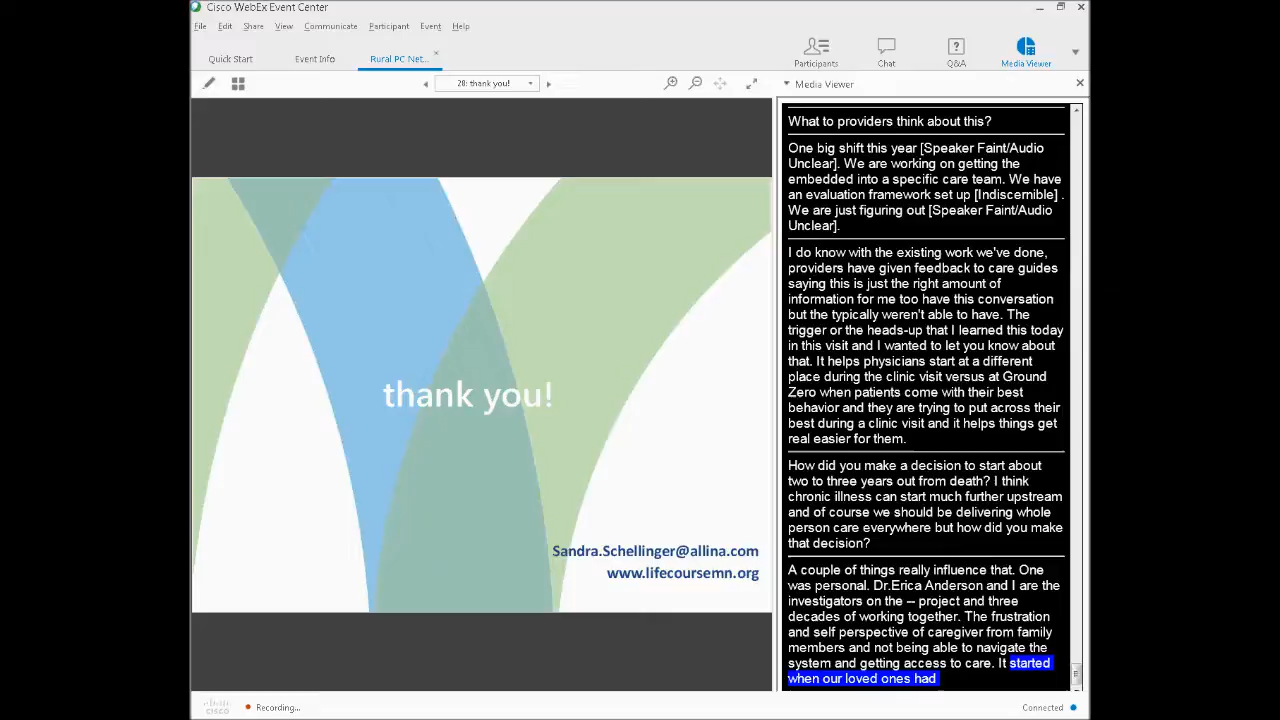 Cisco WebEx Event Center
File Edit Share View Communicate Participant Event Help
Quick Start Event Info Rural PC Net...
Participants Chat Q&A Media Viewer
28: thank you!
Media Viewer
What to providers think about this?
One big shift this year [Speaker Faint/Audio
Unclear]. We are working on getting the
embedded into a specific care team. We have
an evaluation framework set up [Indiscernible] .
We are just figuring out [Speaker Faint/Audio
Unclear].
I do know with the existing work we've done,
providers have given feedback to care guides
saying this is just the right amount of
information for me too have this conversation
but the typically weren't able to have. The
trigger or the heads-up that I learned this today
in this visit and I wanted to let you know about
that. It helps physicians start at a different
place during the clinic visit versus at Ground
Zero when patients come with their best
behavior and they are trying to put across their
best during a clinic visit and it helps things get
real easier for them.
How did you make a decision to start about
two to three years out from death? I think
chronic illness can start much further upstream
and of course we should be delivering whole
person care everywhere but how did you make
that decision?
A couple of things really influence that. One
was personal. Dr.Erica Anderson and I are the
investigators on the -- project and three
decades of working together. The frustration
and self perspective of caregiver from family
members and not being able to navigate the
system and getting access to care. It started
when our loved ones had
thank you!
Sandra.Schellinger@allina.com
www.lifecoursemn.org
cisco
Recording...
Connected